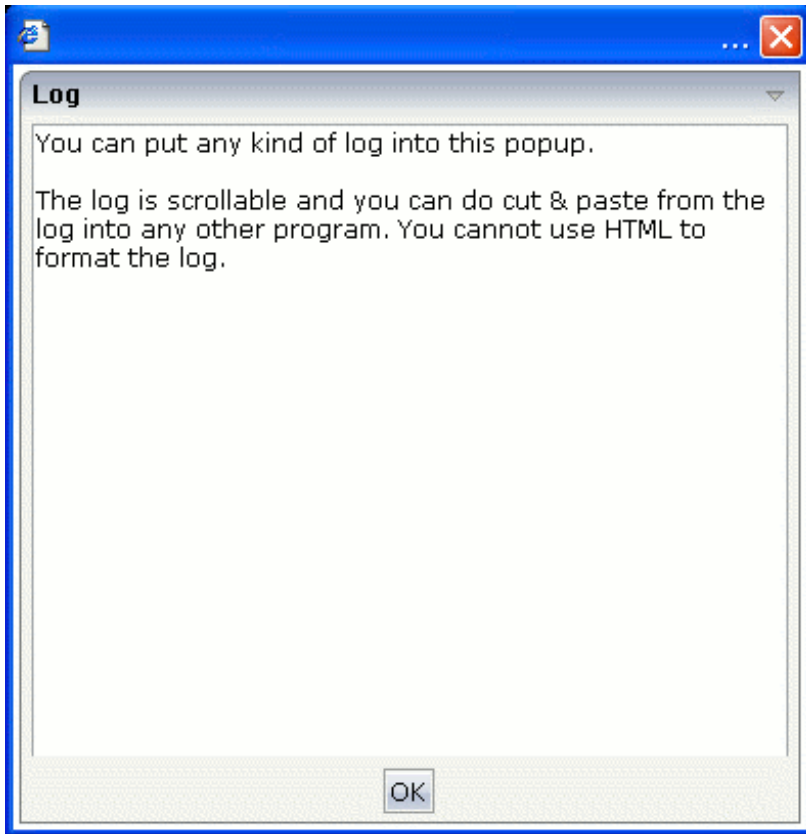 ...
Log
You can put any kind of log into this popup.
The log is scrollable and you can do cut & paste from the
log into any other program. You cannot use HTML to
format the log.
OK